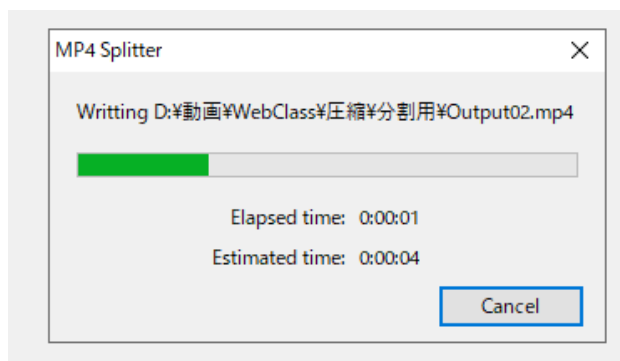 MP4 Splitter
Writting D:¥動画¥WebClass¥圧縮¥分割用¥Output02.mp4
Elapsed time: 0:00:01
Estimated time: 0:00:04
Cancel